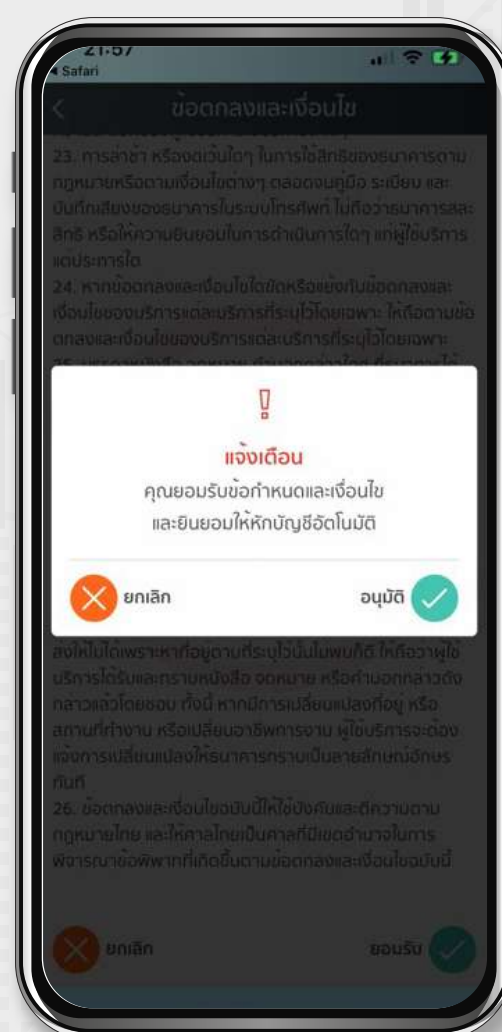 21:57
◀ Safari
ข้อตกลงและเงื่อนไข
23. การล่าช้า หรืองดเว้นใดๆ ในการใช้สิทธิของธนาคารตาม
กฎหมายหรือตามเงื่อนไขต่างๆ ตลอดจนคู่มือ ระเบียบ และ
บันทึกเสียงของธนาคารในระบบโทรศัพท์ ไม่ถือว่าธนาคารสละ
สิทธิ หรือให้ความยินยอมในการดำเนินการใดๆ แก่ผู้ใช้บริการ
แต่ประการใด
24. หากข้อตกลงและเงื่อนไขใดขัดหรือแย้งกับข้อตกลงและ
เงื่อนไขของบริการแต่ละบริการที่ระบุไว้โดยเฉพาะ ให้ถือตามข้อ
ตกลงและเงื่อนไขของบริการแต่ละบริการที่ระบุไว้โดยเฉพาะ
แจ้งเตือน
คุณยอมรับข้อกำหนดและเงื่อนไข
และยินยอมให้หักบัญชีอัตโนมัติ
ยกเลิก อนุมัติ
ส่งให้ไม่ได้เพราะหาที่อยู่ตามที่ระบุไว้นั้นไม่พบก็ดี ให้ถือว่าผู้ใช้
บริการได้รับและทราบหนังสือ จดหมาย หรือคำบอกกล่าวดัง
กล่าวแล้วโดยชอบ ทั้งนี้ หากมีการเปลี่ยนแปลงที่อยู่ หรือ
สถานที่ทำงาน หรือเปลี่ยนอาชีพการงาน ผู้ใช้บริการจะต้อง
แจ้งการเปลี่ยนแปลงให้ธนาคารทราบเป็นลายลักษณ์อักษร
ทันที
26. ข้อตกลงและเงื่อนไขฉบับนี้ให้ใช้บังคับและตีความตาม
กฎหมายไทย และให้ศาลไทยเป็นศาลที่มีเขตอำนาจในการ
พิจารณาข้อพิพาทที่เกิดขึ้นตามข้อตกลงและเงื่อนไขฉบับนี้
ยกเลิก ยอมรับ